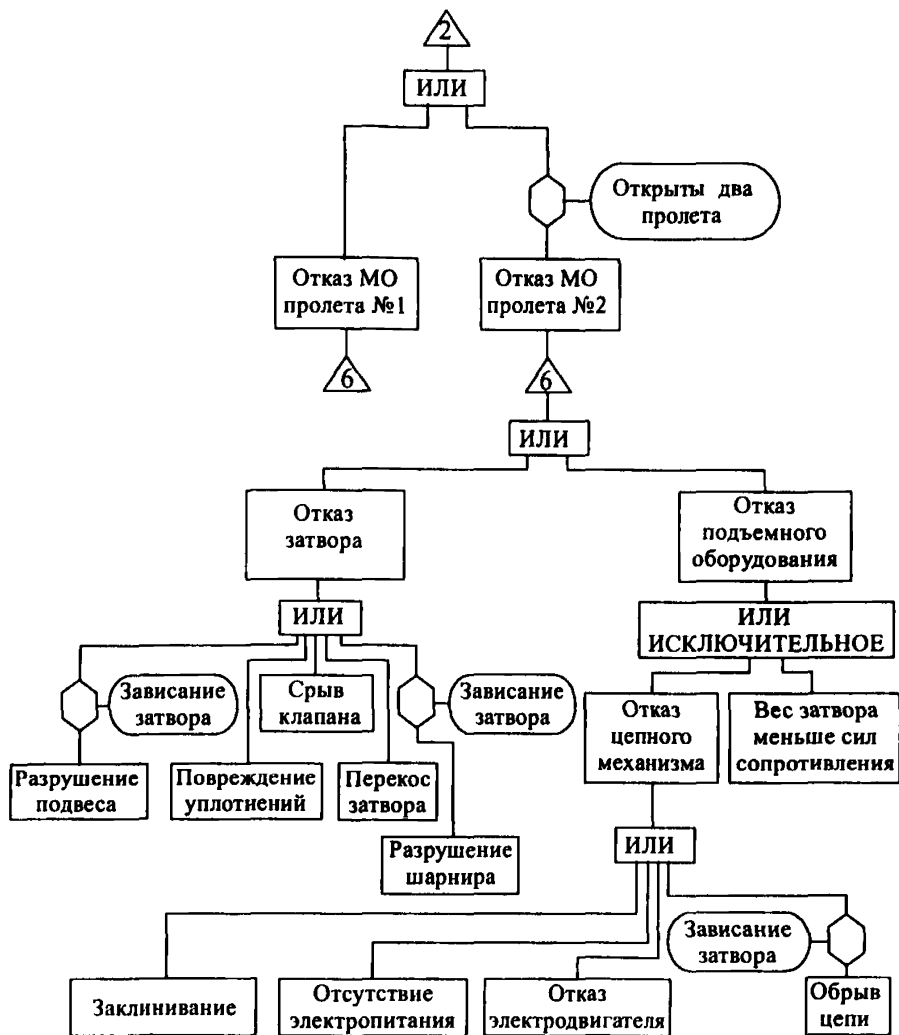 2
ИЛИ
Открыты два
пролета
Отказ МО
пролета №1
Отказ МО
пролета №2
6
6
ИЛИ
Отказ
затвора
Отказ
подъемного
оборудования
ИЛИ
ИЛИ
ИСКЛЮЧИТЕЛЬНОЕ
Зависание
затвора
Срыв
клапана
Зависание
затвора
Отказ
цепного
механизма
Вес затвора
меньше сил
сопротивления
Разрушение
подвеса
Повреждение
уплотнений
Перекос
затвора
Разрушение
шарнира
ИЛИ
Зависание
затвора
Заклинивание
Отсутствие
электропитания
Отказ
электродвигателя
Обрыв
цепи